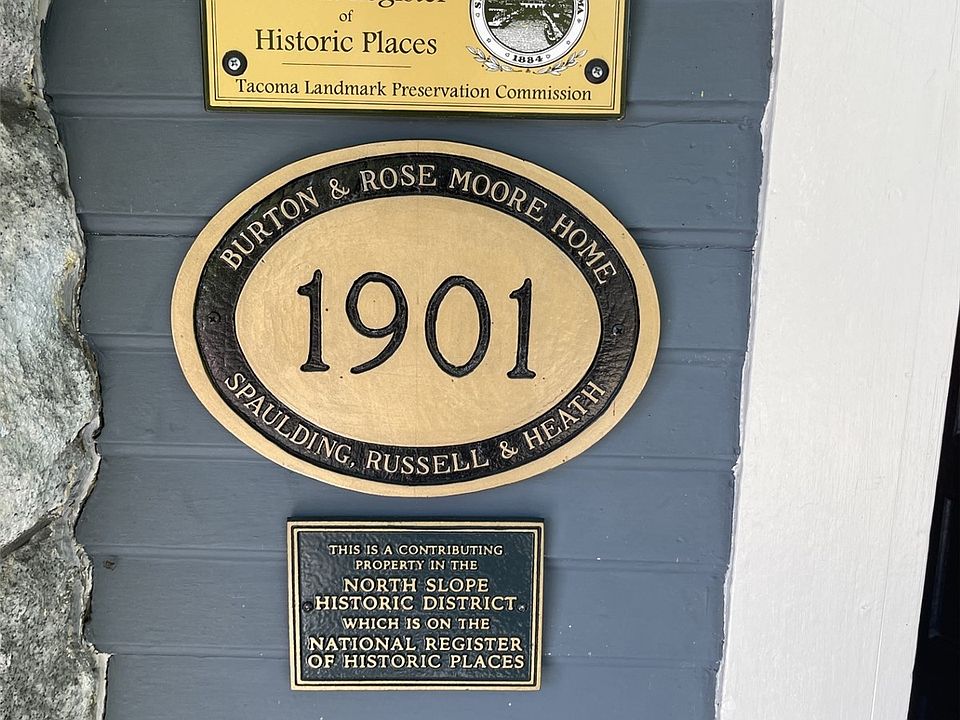 of
Historic Places
1884
Tacoma Landmark Preservation Commission
BURTON & ROSE MOORE HOME
1901
SPAULDING, RUSSELL & HEATH
THIS IS A CONTRIBUTING
PROPERTY IN THE
NORTH SLOPE
HISTORIC DISTRICT
WHICH IS ON THE
NATIONAL REGISTER
OF HISTORIC PLACES